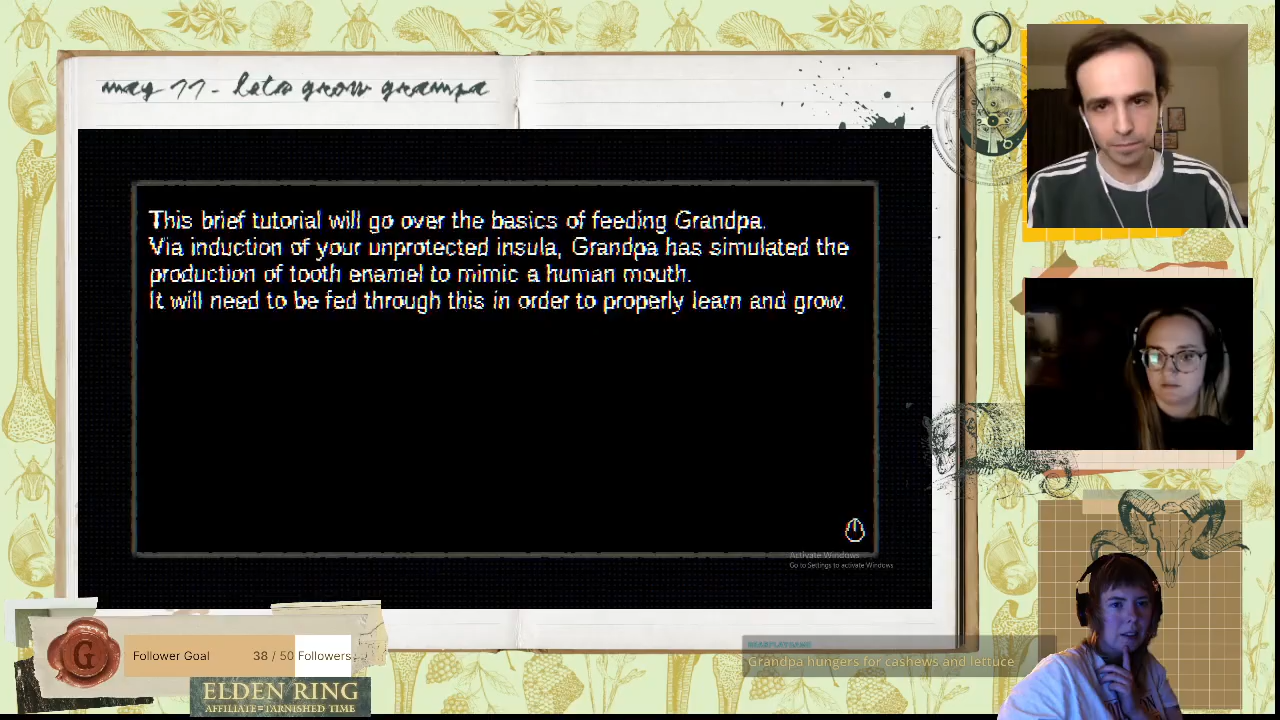 may 11 - lets grow grampa
This brief tutorial will go over the basics of feeding Grandpa.
Via induction of your unprotected insula, Grandpa has simulated the
production of tooth enamel to mimic a human mouth.
It will need to be fed through this in order to properly learn and grow.
Activate Windows
Go to Settings to activate Windows
G
Follower Goal 38 / 50 Followers
ELDEN RING
AFFILIATE=TARNISHED TIME
Grandpa hungers for cashews and lettuce